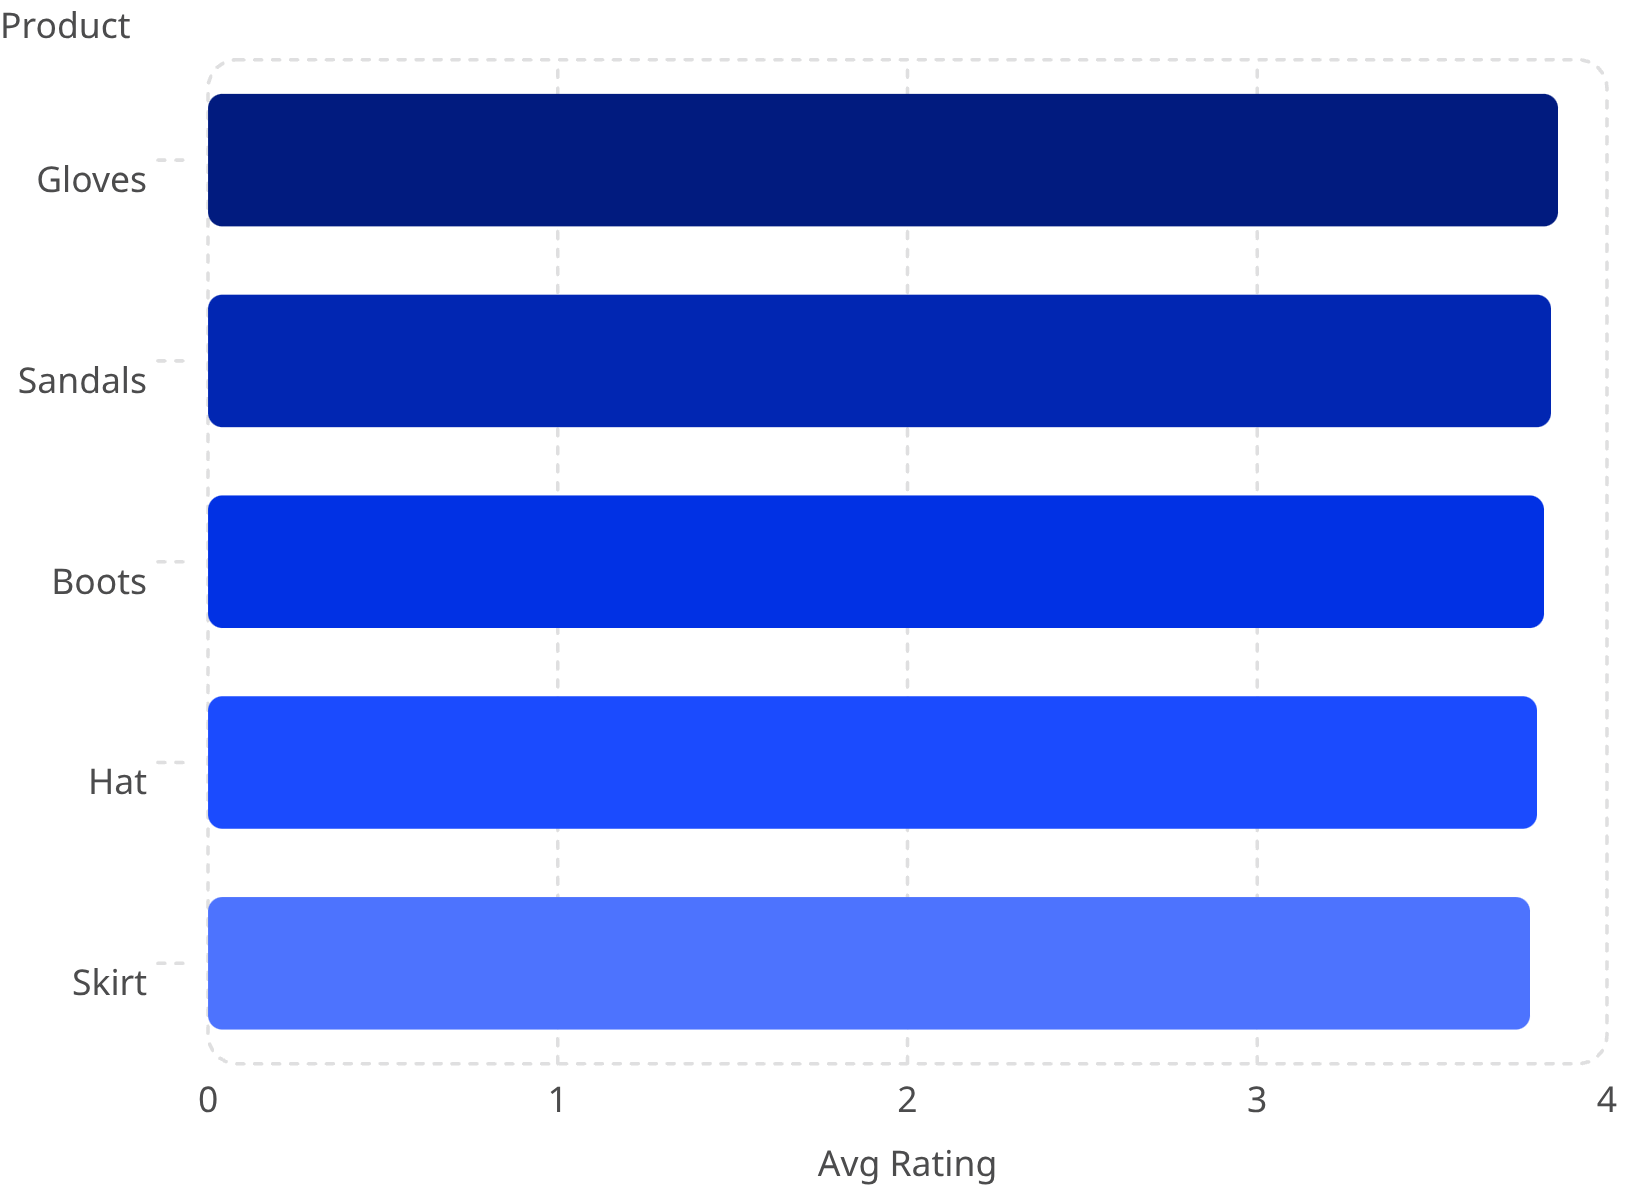 Product
Gloves
Sandals
Boots
Hat
Skirt
0 1 2 3 4
Avg Rating